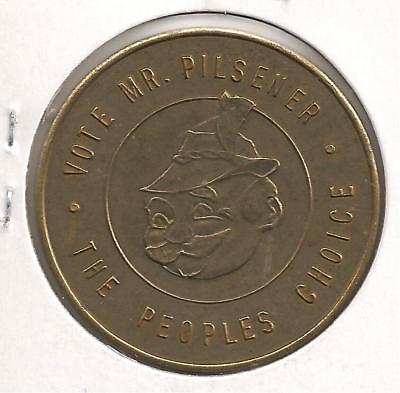 · VOTE MR. PILSENER ·
THE PEOPLES CHOICE